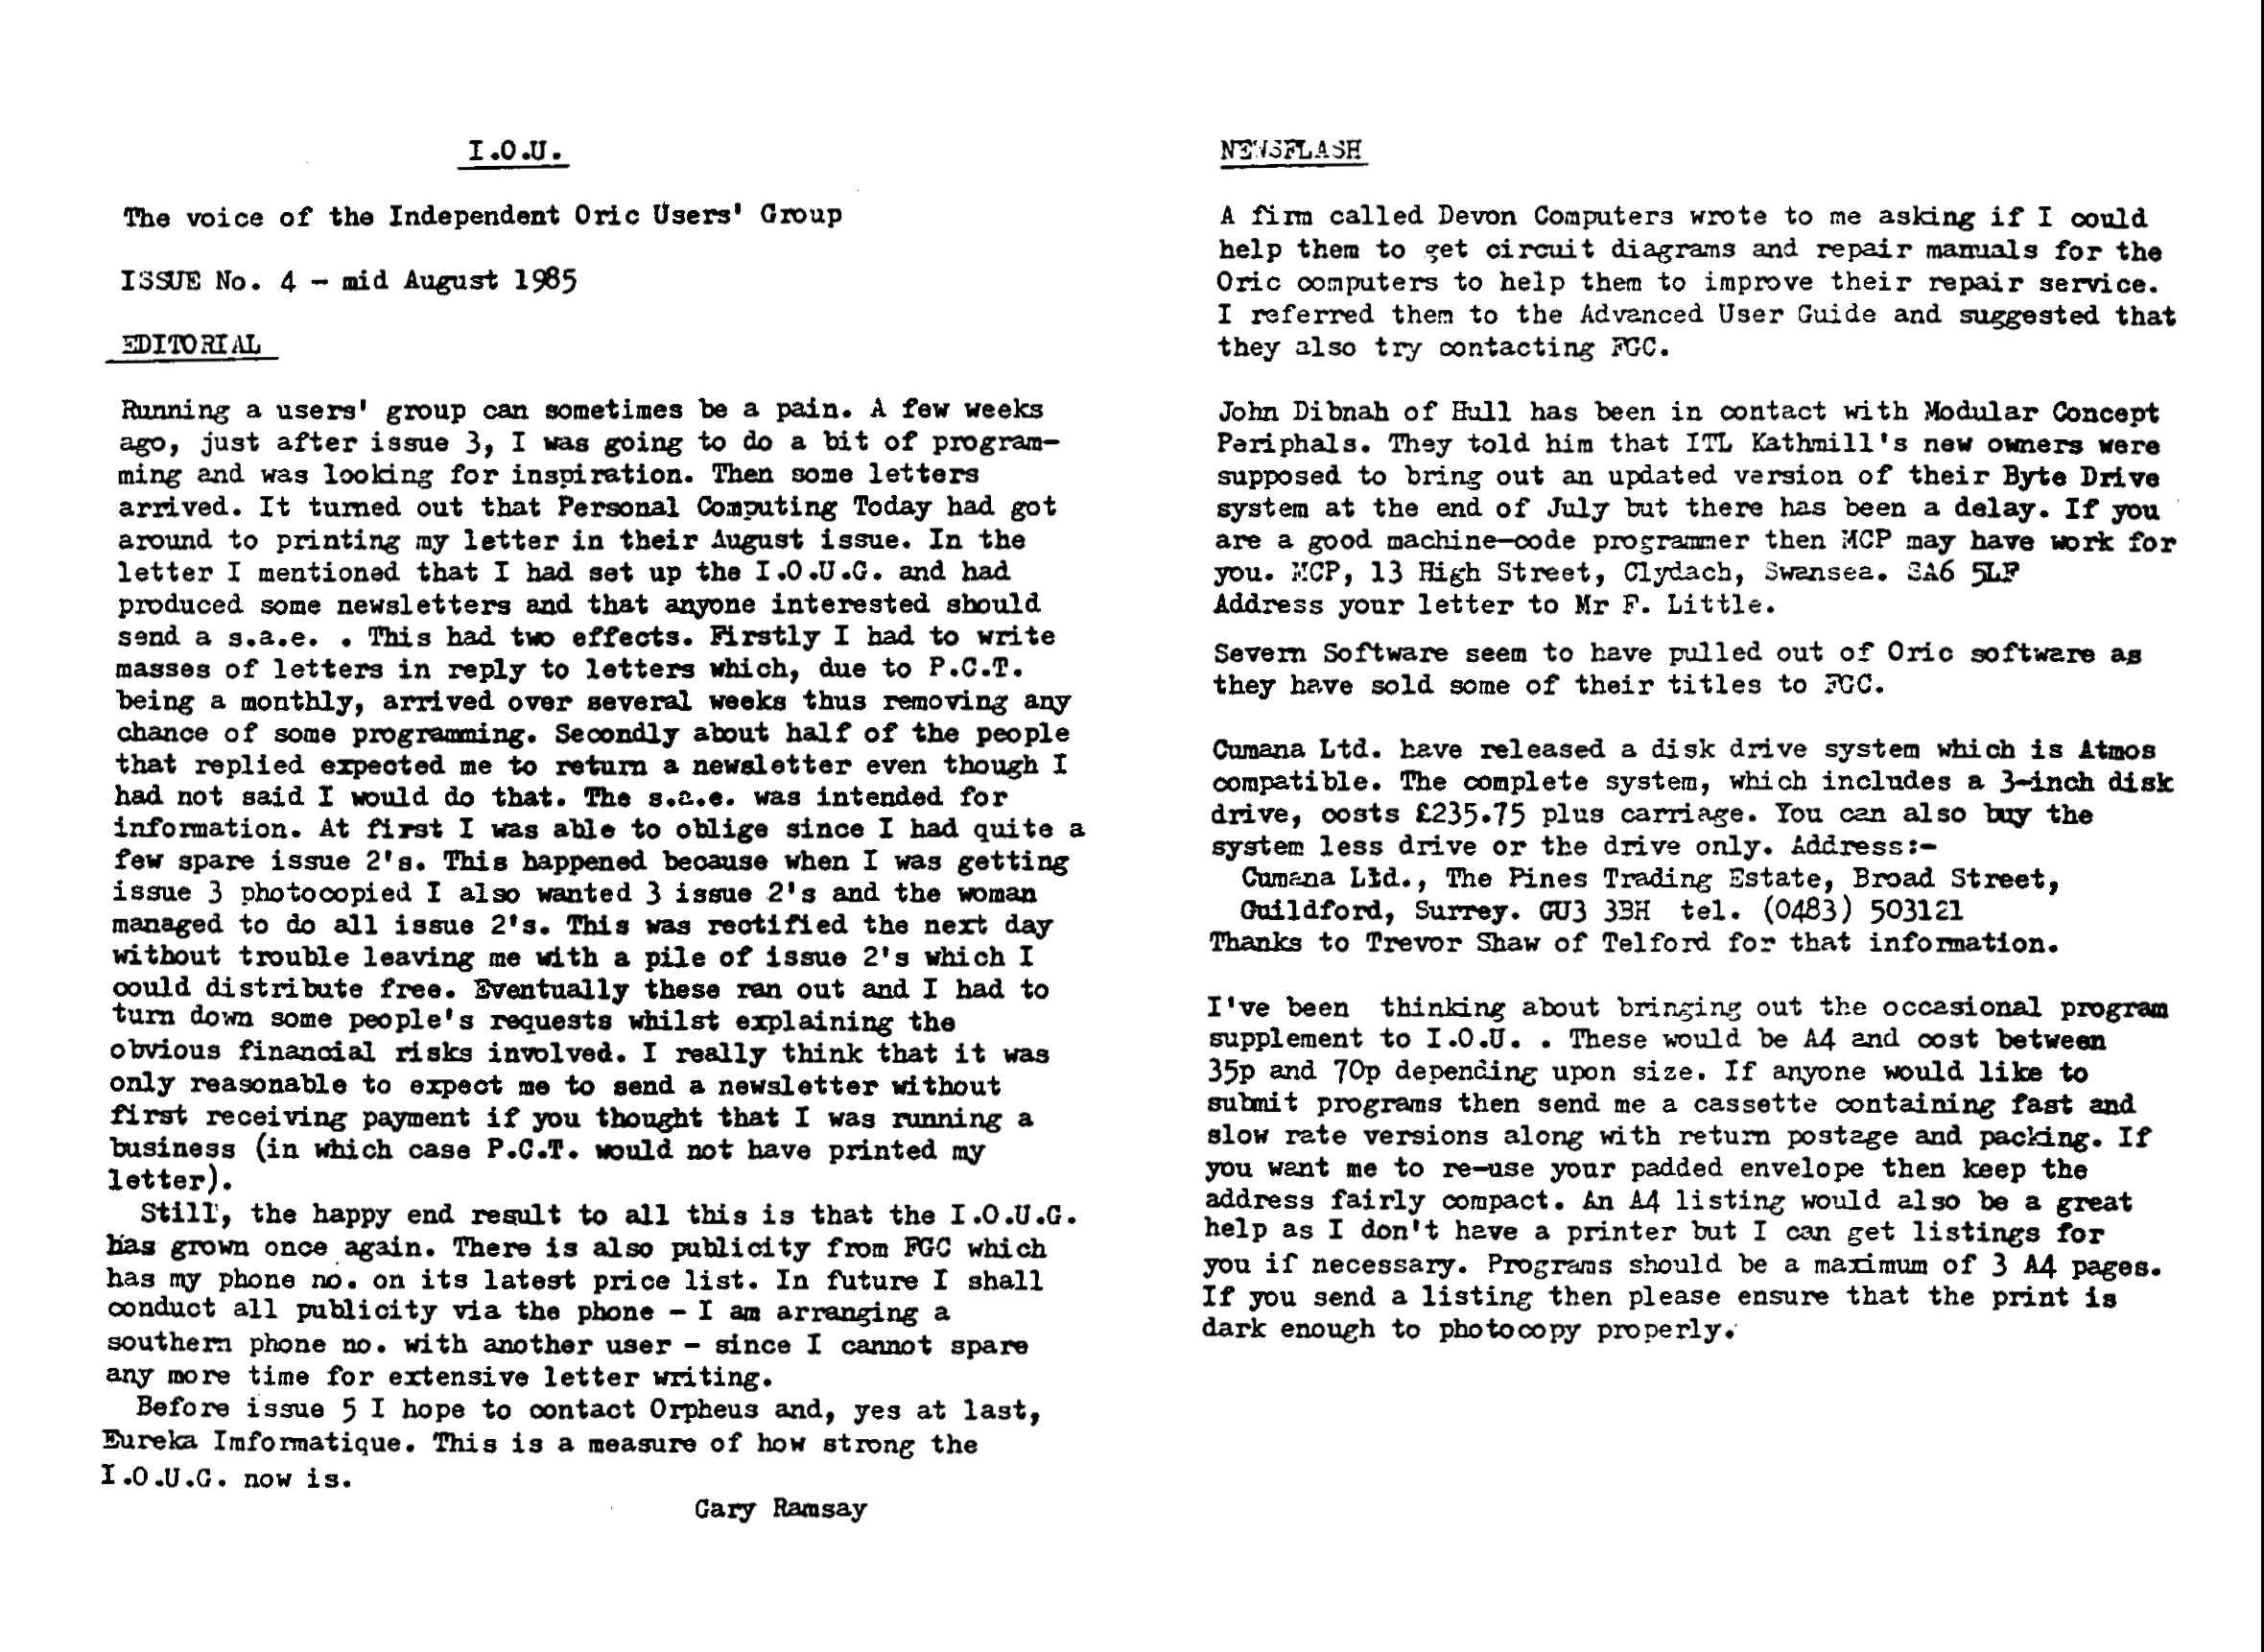 I.O.U.
The voice of the Independent Oric Users' Group
ISSUE No. 4 - mid August 1985
EDITORIAL
Running a users' group can sometimes be a pain. A few weeks
ago, just after issue 3, I was going to do a bit of program-
ming and was looking for inspiration. Then some letters
arrived. It turned out that Personal Computing Today had got
around to printing my letter in their August issue. In the
letter I mentioned that I had set up the I.O.U.G. and had
produced some newsletters and that anyone interested should
send a s.a.e. . This had two effects. Firstly I had to write
masses of letters in reply to letters which, due to P.C.T.
being a monthly, arrived over several weeks thus removing any
chance of some programming. Secondly about half of the people
that replied expected me to return a newsletter even though I
had not said I would do that. The s.a.e. was intended for
information. At first I was able to oblige since I had quite a
few spare issue 2's. This happened because when I was getting
issue 3 photocopied I also wanted 3 issue 2's and the woman
managed to do all issue 2's. This was rectified the next day
without trouble leaving me with a pile of issue 2's which I
could distribute free. Eventually these ran out and I had to
turn down some people's requests whilst explaining the
obvious financial risks involved. I really think that it was
only reasonable to expect me to send a newsletter without
first receiving payment if you thought that I was running a
business (in which case P.C.T. would not have printed my
letter).
Still, the happy end result to all this is that the I.O.U.G.
has grown once again. There is also publicity from FGC which
has my phone no. on its latest price list. In future I shall
conduct all publicity via the phone - I am arranging a
southern phone no. with another user - since I cannot spare
any more time for extensive letter writing.
Before issue 5 I hope to contact Orpheus and, yes at last,
Eureka Imformatique. This is a measure of how strong the
I.O.U.G. now is.
Gary Ramsay
NEWSFLASH
A firm called Devon Computers wrote to me asking if I could
help them to get circuit diagrams and repair manuals for the
Oric computers to help them to improve their repair service.
I referred them to the Advanced User Guide and suggested that
they also try contacting FGC.
John Dibnah of Hull has been in contact with Modular Concept
Periphals. They told him that ITL Kathmill's new owners were
supposed to bring out an updated version of their Byte Drive
system at the end of July but there has been a delay. If you
are a good machine-code programmer then MCP may have work for
you. MCP, 13 High Street, Clydach, Swansea. SA6 5LF
Address your letter to Mr F. Little.
Severn Software seem to have pulled out of Oric software as
they have sold some of their titles to FGC.
Cumana Ltd. have released a disk drive system which is Atmos
compatible. The complete system, which includes a 3-inch disk
drive, costs £235.75 plus carriage. You can also buy the
system less drive or the drive only. Address:-
Cumana Ltd., The Pines Trading Estate, Broad Street,
Guildford, Surrey. GU3 3BH tel. (0483) 503121
Thanks to Trevor Shaw of Telford for that information.
I've been thinking about bringing out the occasional program
supplement to I.O.U. . These would be A4 and cost between
35p and 70p depending upon size. If anyone would like to
submit programs then send me a cassette containing fast and
slow rate versions along with return postage and packing. If
you want me to re-use your padded envelope then keep the
address fairly compact. An A4 listing would also be a great
help as I don't have a printer but I can get listings for
you if necessary. Programs should be a maximum of 3 A4 pages.
If you send a listing then please ensure that the print is
dark enough to photocopy properly.